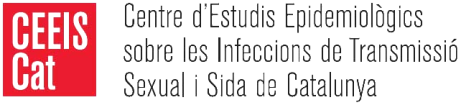 CEEIS
Cat
Centre d'Estudis Epidemiològics
sobre les Infeccions de Transmissió
Sexual i Sida de Catalunya